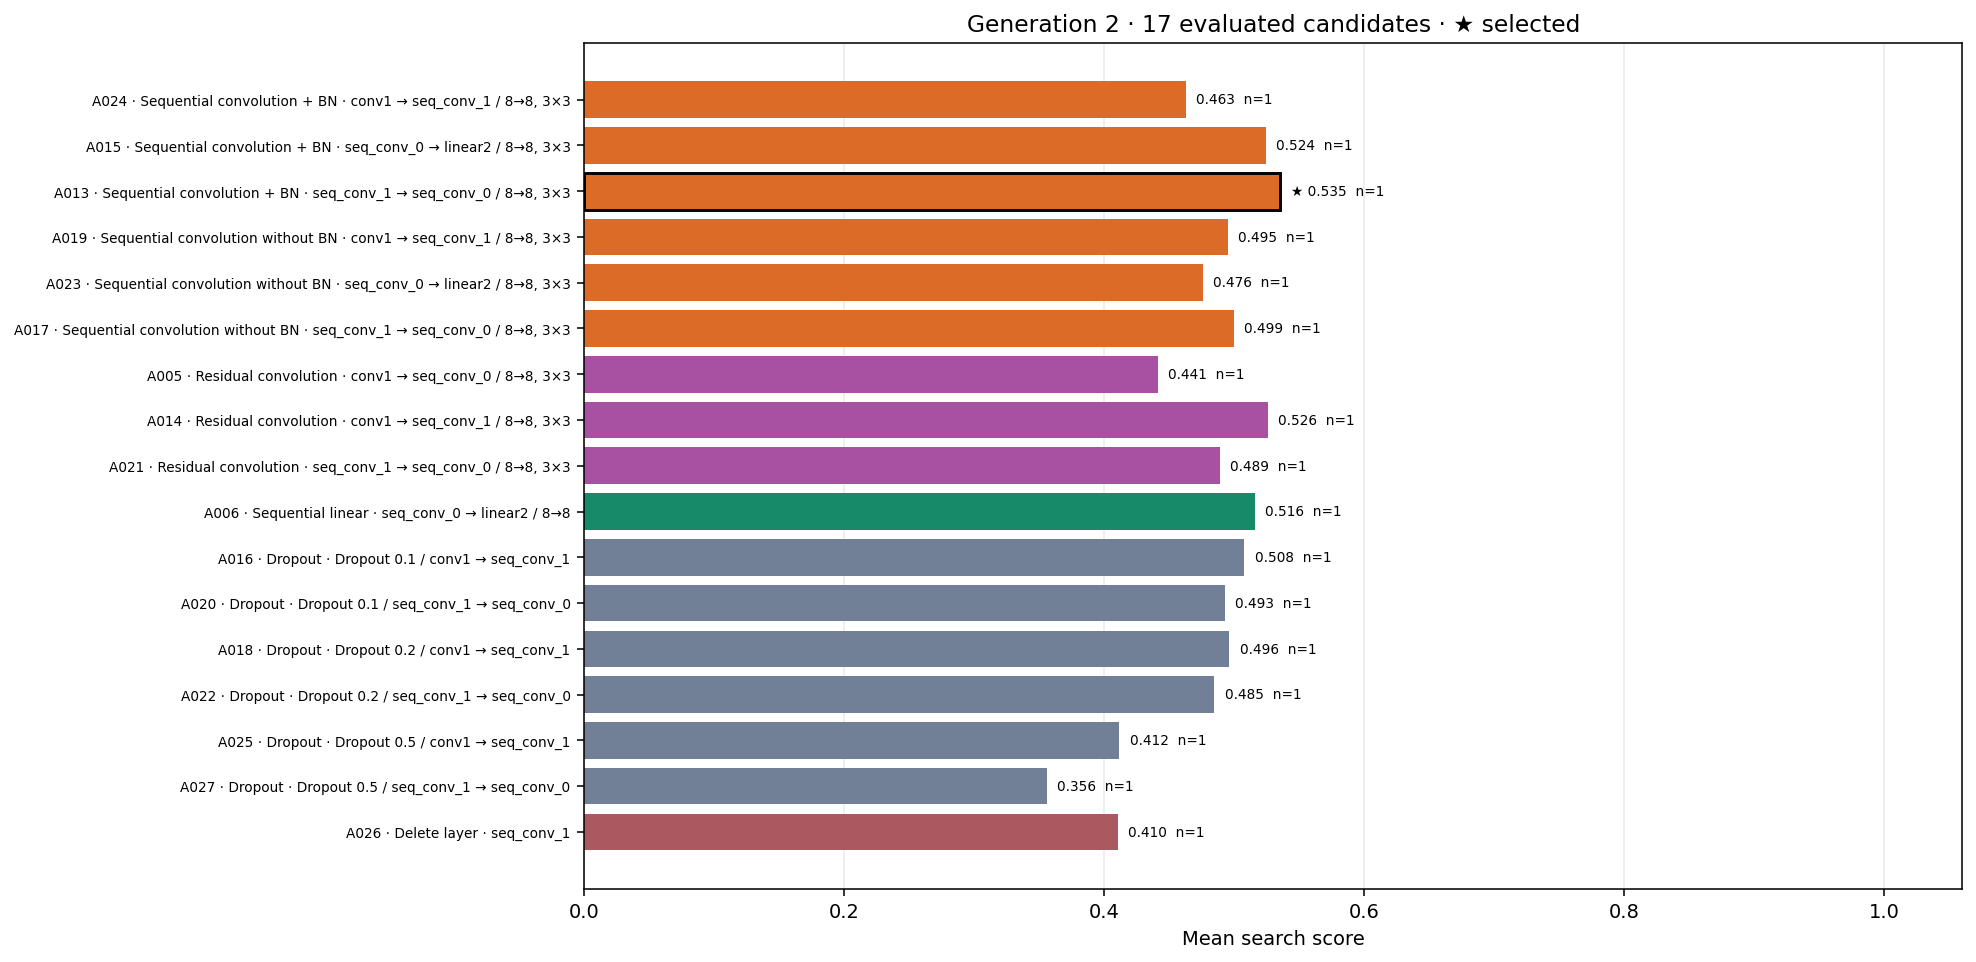 Generation 2 · 17 evaluated candidates · ★ selected
A024 · Sequential convolution + BN · conv1 → seq_conv_1 / 8→8, 3×3 0.463 n=1
A015 · Sequential convolution + BN · seq_conv_0 → linear2 / 8→8, 3×3 0.524 n=1
A013 · Sequential convolution + BN · seq_conv_1 → seq_conv_0 / 8→8, 3×3 ★ 0.535 n=1
A019 · Sequential convolution without BN · conv1 → seq_conv_1 / 8→8, 3×3 0.495 n=1
A023 · Sequential convolution without BN · seq_conv_0 → linear2 / 8→8, 3×3 0.476 n=1
A017 · Sequential convolution without BN · seq_conv_1 → seq_conv_0 / 8→8, 3×3 0.499 n=1
A005 · Residual convolution · conv1 → seq_conv_0 / 8→8, 3×3 0.441 n=1
A014 · Residual convolution · conv1 → seq_conv_1 / 8→8, 3×3 0.526 n=1
A021 · Residual convolution · seq_conv_1 → seq_conv_0 / 8→8, 3×3 0.489 n=1
A006 · Sequential linear · seq_conv_0 → linear2 / 8→8 0.516 n=1
A016 · Dropout · Dropout 0.1 / conv1 → seq_conv_1 0.508 n=1
A020 · Dropout · Dropout 0.1 / seq_conv_1 → seq_conv_0 0.493 n=1
A018 · Dropout · Dropout 0.2 / conv1 → seq_conv_1 0.496 n=1
A022 · Dropout · Dropout 0.2 / seq_conv_1 → seq_conv_0 0.485 n=1
A025 · Dropout · Dropout 0.5 / conv1 → seq_conv_1 0.412 n=1
A027 · Dropout · Dropout 0.5 / seq_conv_1 → seq_conv_0 0.356 n=1
A026 · Delete layer · seq_conv_1 0.410 n=1
0.0 0.2 0.4 0.6 0.8 1.0
Mean search score